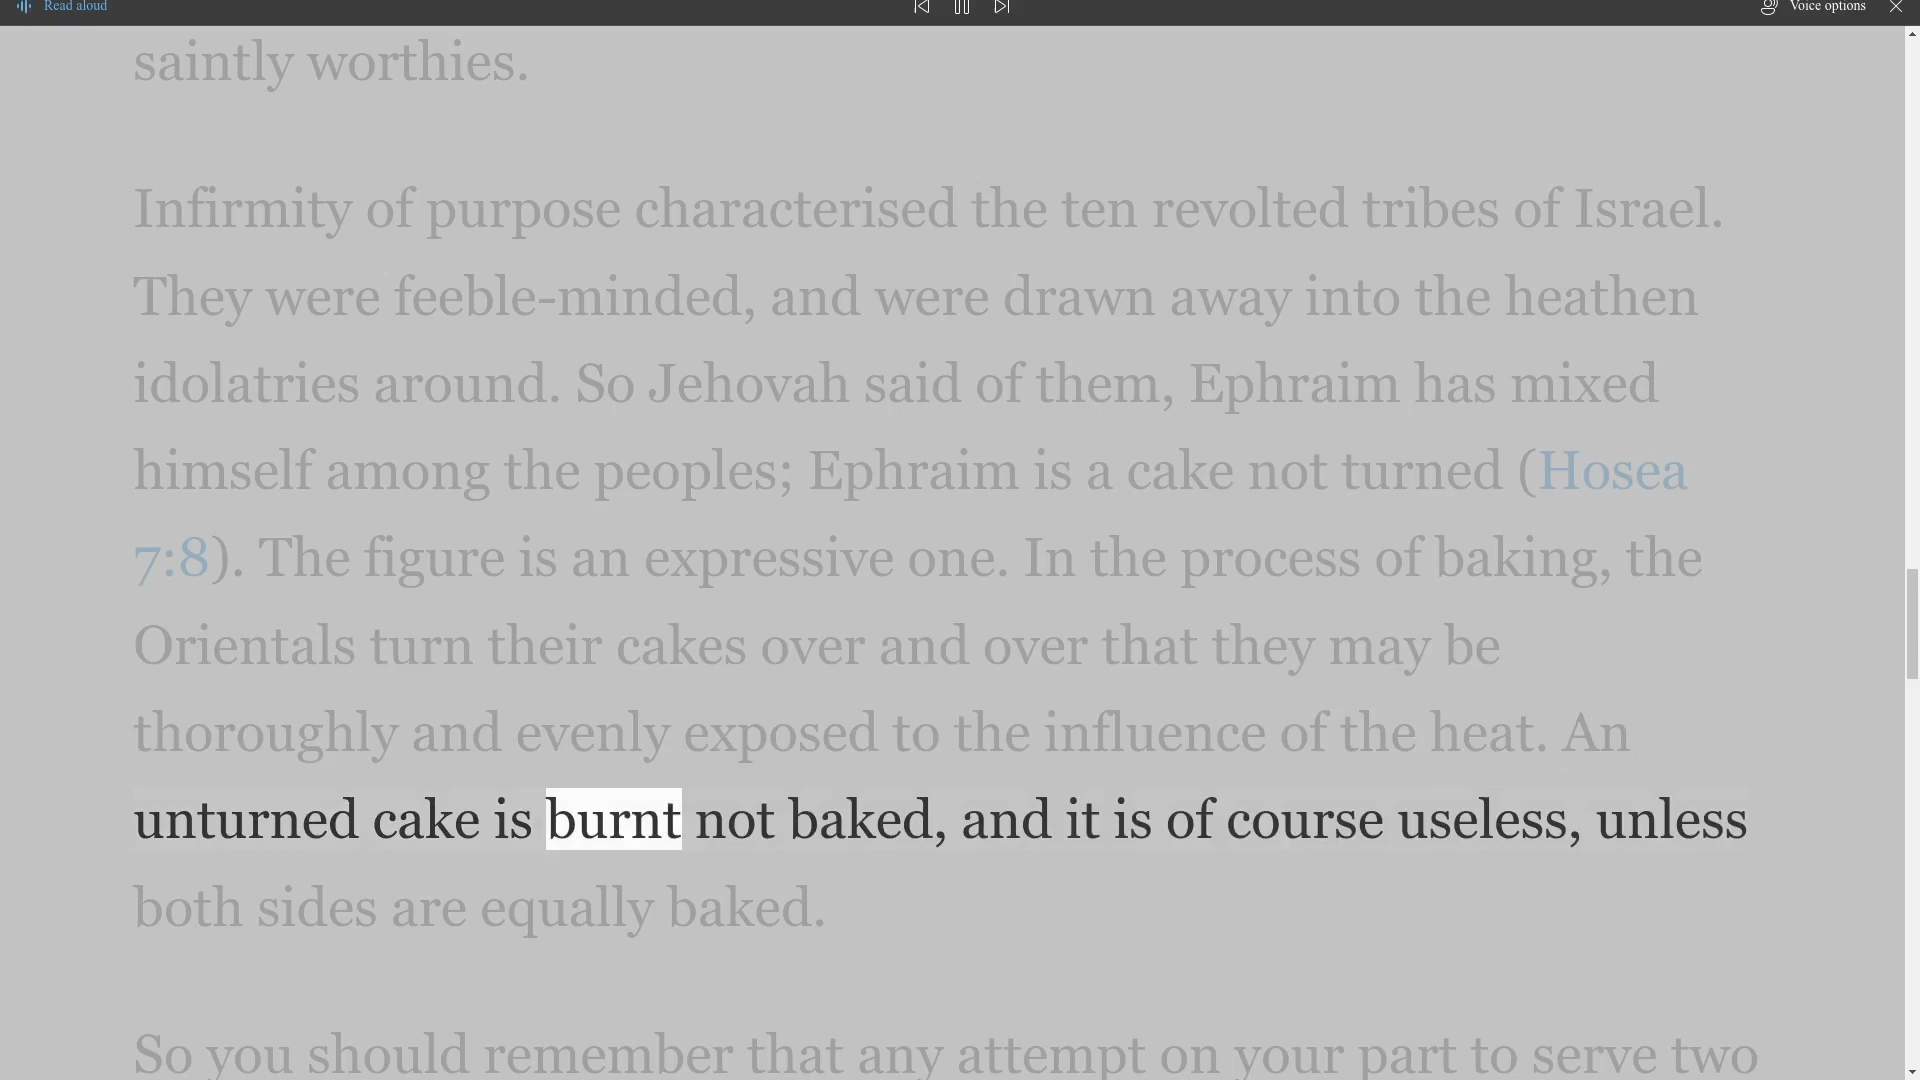 Read aloud
Voice options
saintly worthies.
Infirmity of purpose characterised the ten revolted tribes of Israel.
They were feeble-minded, and were drawn away into the heathen
idolatries around. So Jehovah said of them, Ephraim has mixed
himself among the peoples; Ephraim is a cake not turned (Hosea
7:8). The figure is an expressive one. In the process of baking, the
Orientals turn their cakes over and over that they may be
thoroughly and evenly exposed to the influence of the heat. An
unturned cake is burnt not baked, and it is of course useless, unless
both sides are equally baked.
So you should remember that any attempt on your part to serve two